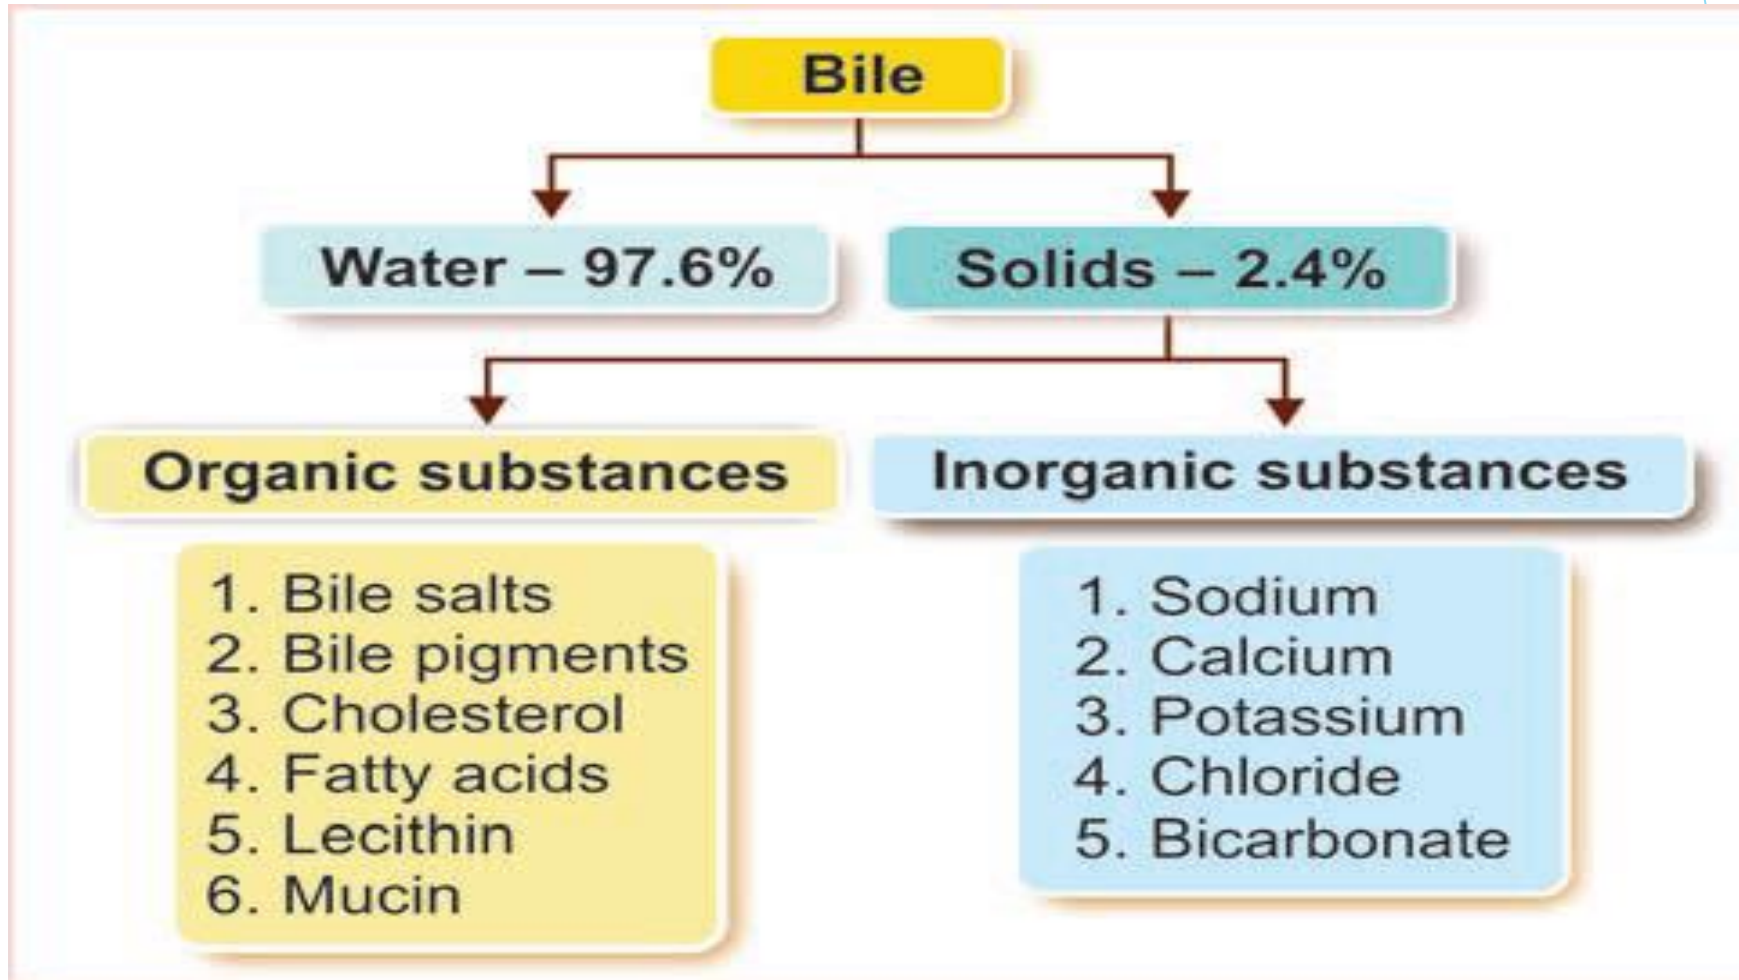 Bile
Water – 97.6%
Solids – 2.4%
Organic substances
1. Bile salts
2. Bile pigments
3. Cholesterol
4. Fatty acids
5. Lecithin
6. Mucin
Inorganic substances
1. Sodium
2. Calcium
3. Potassium
4. Chloride
5. Bicarbonate